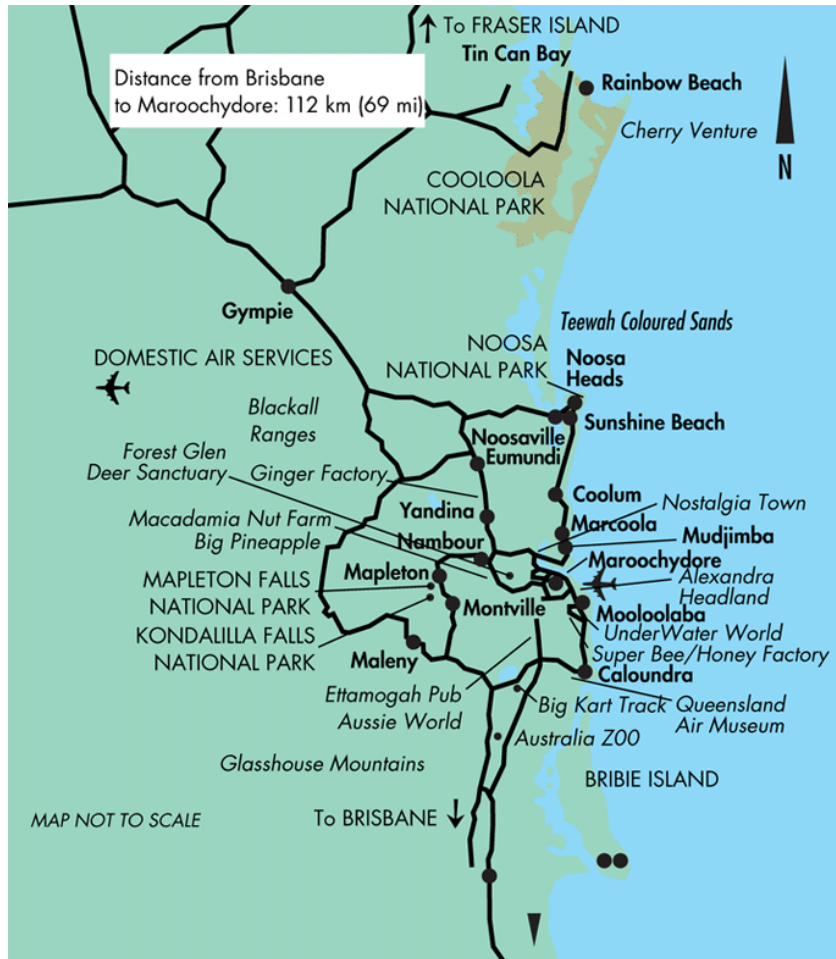 To FRASER ISLAND
Tin Can Bay
Distance from Brisbane
to Maroochydore: 112 km (69 mi)
Rainbow Beach
Cherry Venture
N
COOLOOLA
NATIONAL PARK
Gympie
Teewah Coloured Sands
DOMESTIC AIR SERVICES
NOOSA
NATIONAL PARK
Noosa
Heads
Blackall
Ranges
Sunshine Beach
Noosaville
Eumundi
Forest Glen
Deer Sanctuary
Ginger Factory
Coolum
Nostalgia Town
Yandina
Marcoola
Macadamia Nut Farm
Big Pineapple
Nambour
Mudjimba
Maroochydore
Mapleton
Alexandra
Headland
MAPLETON FALLS
NATIONAL PARK
Montville
Mooloolaba
KONDALILLA FALLS
NATIONAL PARK
UnderWater World
Super Bee/Honey Factory
Maleny
Caloundra
Ettamogah Pub
Aussie World
Big Kart Track
Queensland
Air Museum
Australia ZOO
Glasshouse Mountains
BRIBIE ISLAND
MAP NOT TO SCALE
To BRISBANE